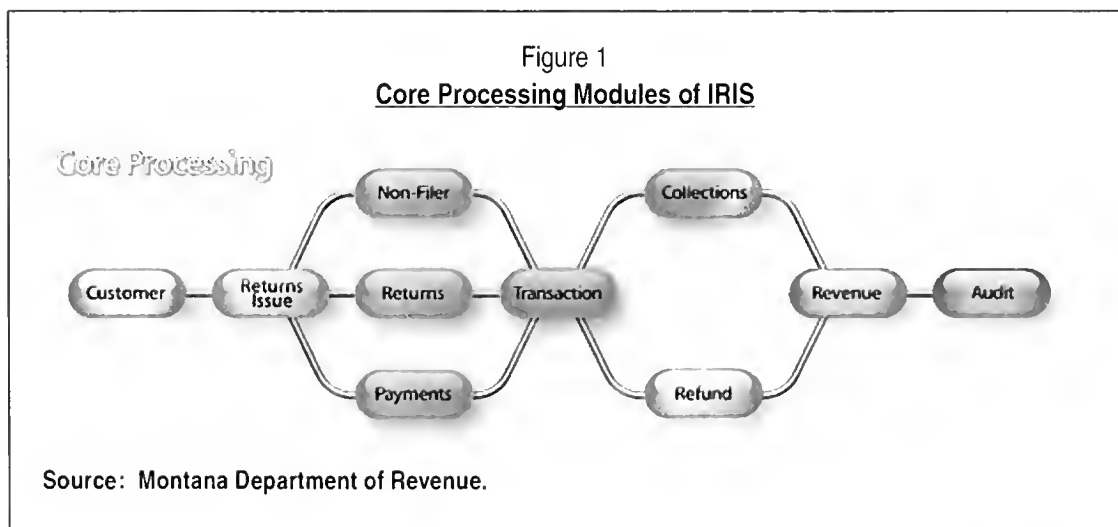 Figure 1
Core Processing Modules of IRIS
Core Processing
Non-Filer
Collections
Customer
Returns
Issue
Returns
Transaction
Revenue
Audit
Payments
Refund
Source: Montana Department of Revenue.